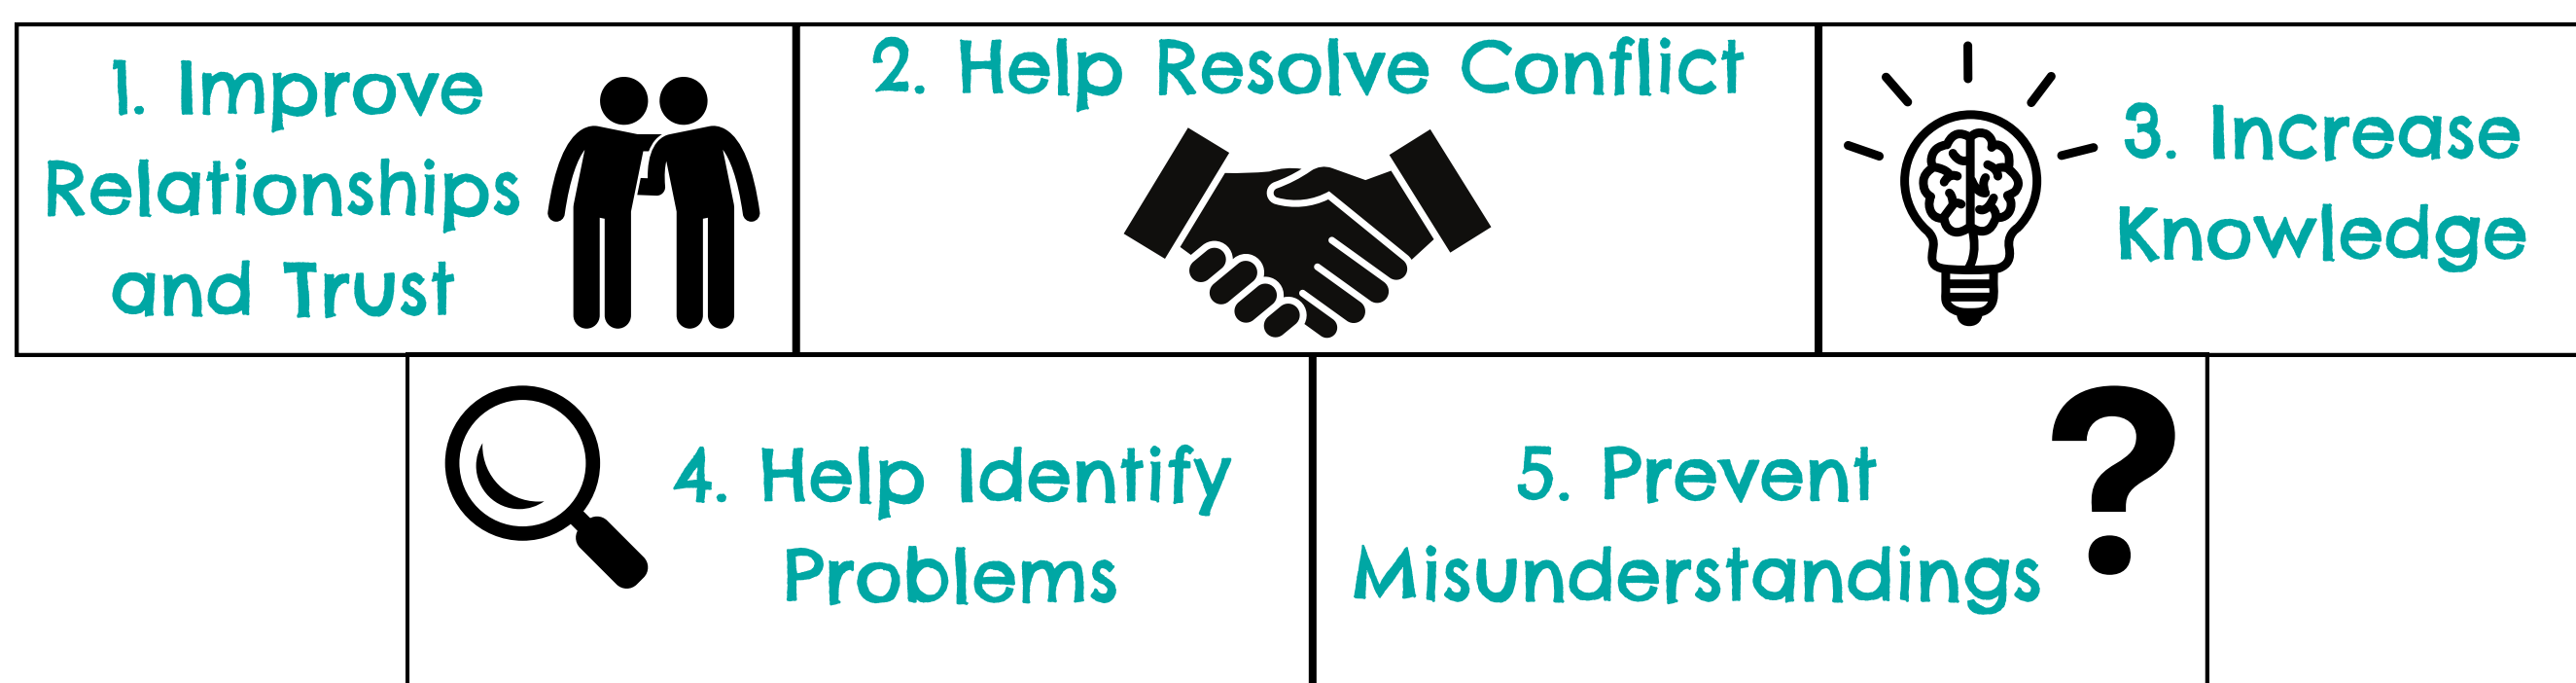 1. Improve
Relationships
and Trust
2. Help Resolve Conflict
3. Increase
Knowledge
4. Help Identify
Problems
5. Prevent
Misunderstandings
?